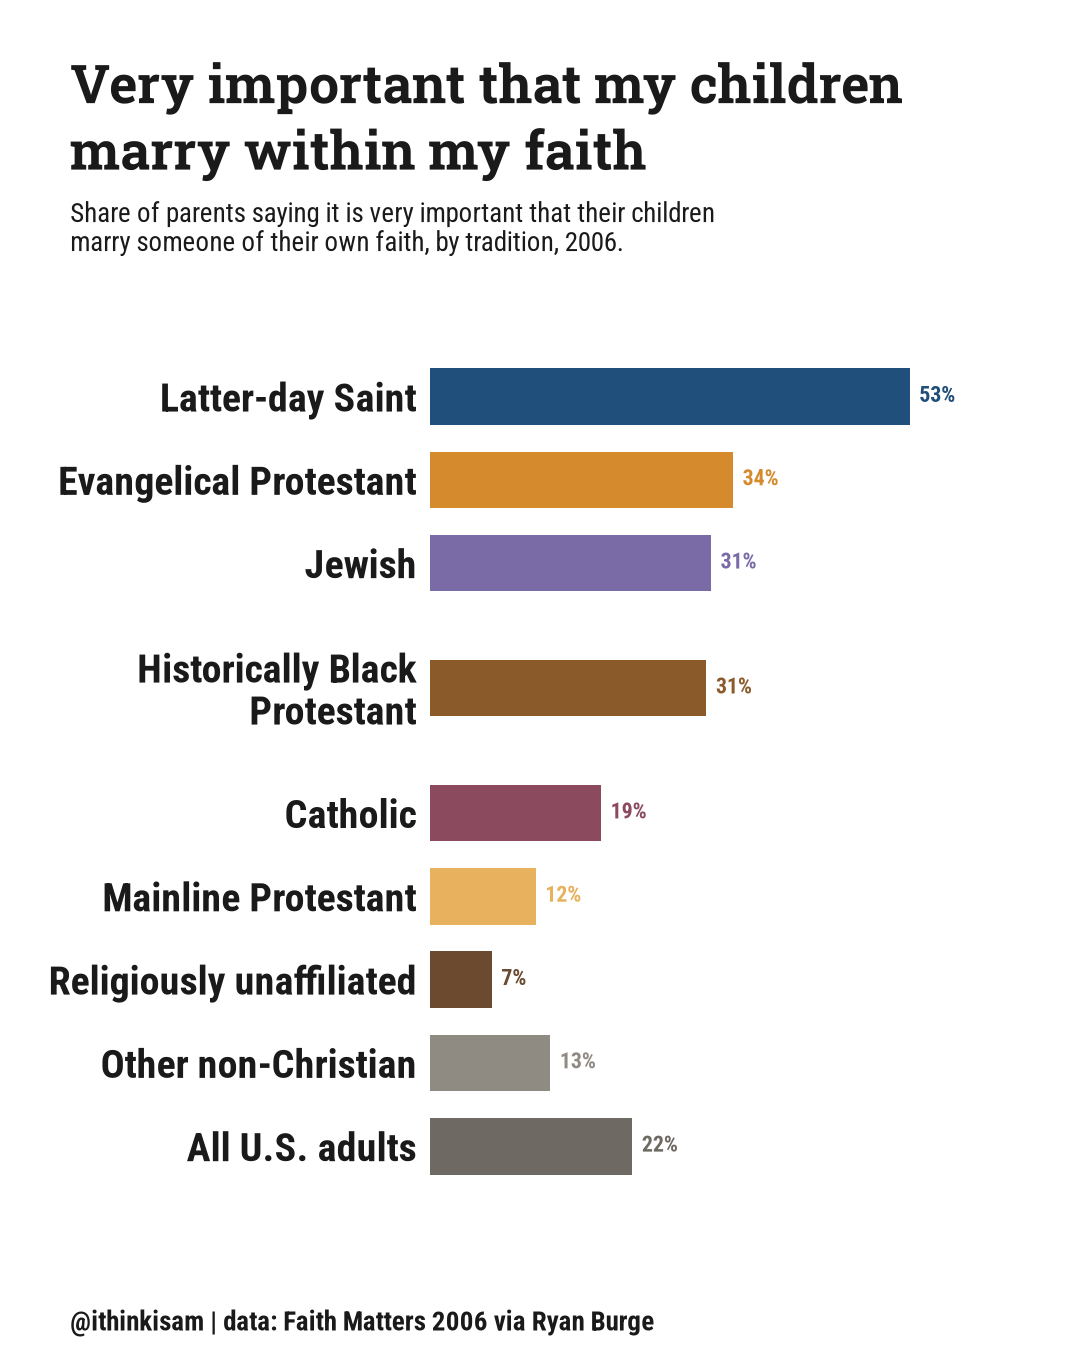 Very important that my children
marry within my faith
Share of parents saying it is very important that their children
marry someone of their own faith, by tradition, 2006.
Latter-day Saint 53%
Evangelical Protestant 34%
Jewish 31%
Historically Black
Protestant 31%
Catholic 19%
Mainline Protestant 12%
Religiously unaffiliated 7%
Other non-Christian 13%
All U.S. adults 22%
@ithinkisam | data: Faith Matters 2006 via Ryan Burge